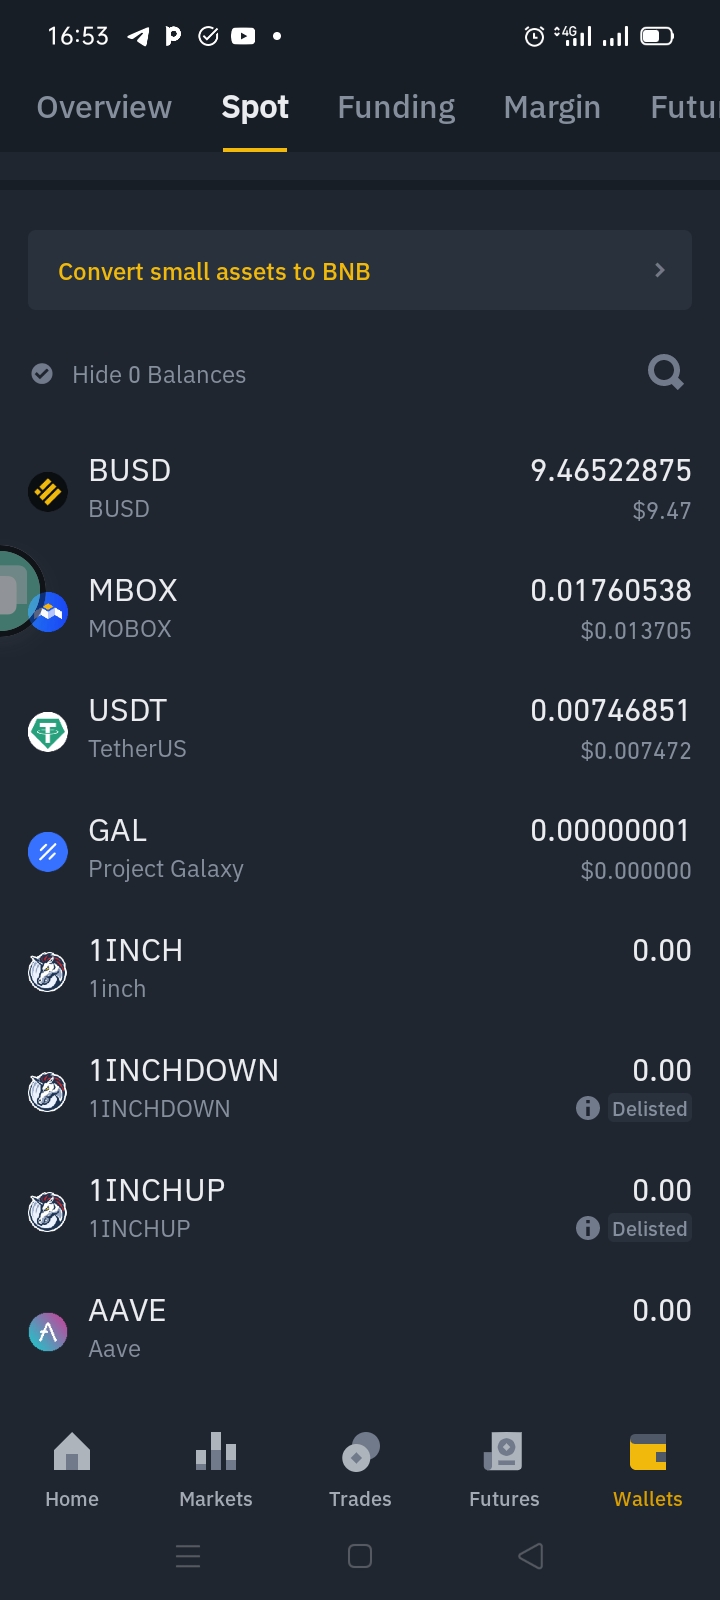 16:53
4G
Overview Spot Funding Margin Futur
Convert small assets to BNB
Hide 0 Balances
BUSD 9.46522875
BUSD $9.47
MBOX 0.01760538
MOBOX $0.013705
USDT 0.00746851
TetherUS $0.007472
GAL 0.00000001
Project Galaxy $0.000000
1INCH 0.00
1inch
1INCHDOWN 0.00
1INCHDOWN Delisted
1INCHUP 0.00
1INCHUP Delisted
AAVE 0.00
Aave
Home Markets Trades Futures Wallets